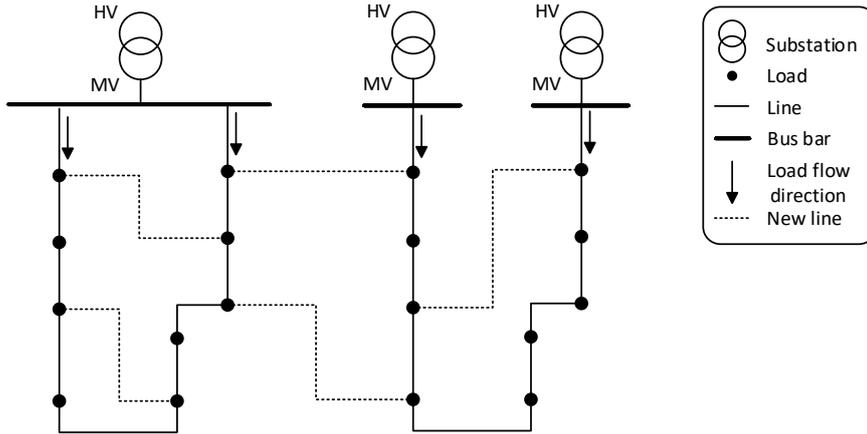 HV
MV
HV
MV
HV
MV
Substation
Load
Line
Bus bar
Load flow
direction
New line